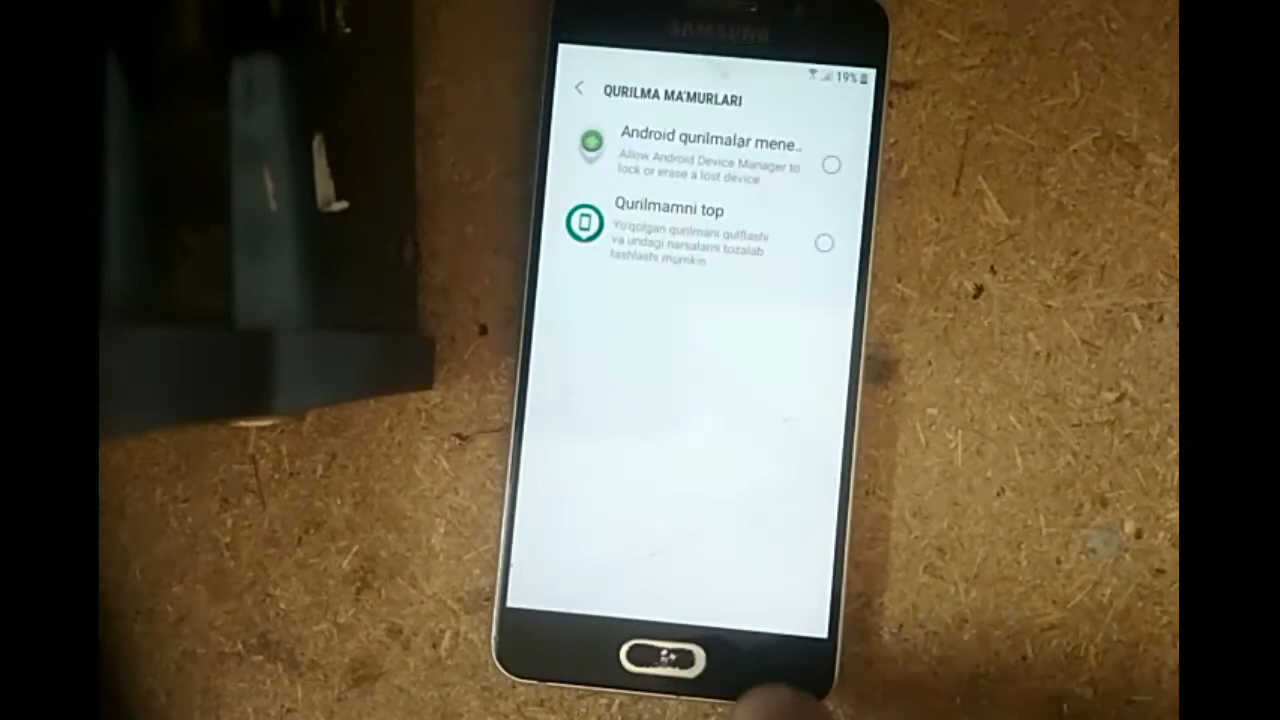 SAMSUNG
19%
QURILMA MA'MURLARI
Android qurilmalar mene..
Allow Android Device Manager to
lock or erase a lost device
Qurilmamni top
Yo'qolgan qurilmani qulflashi
va undagi narsalarni tozalab
tashlashi mumkin